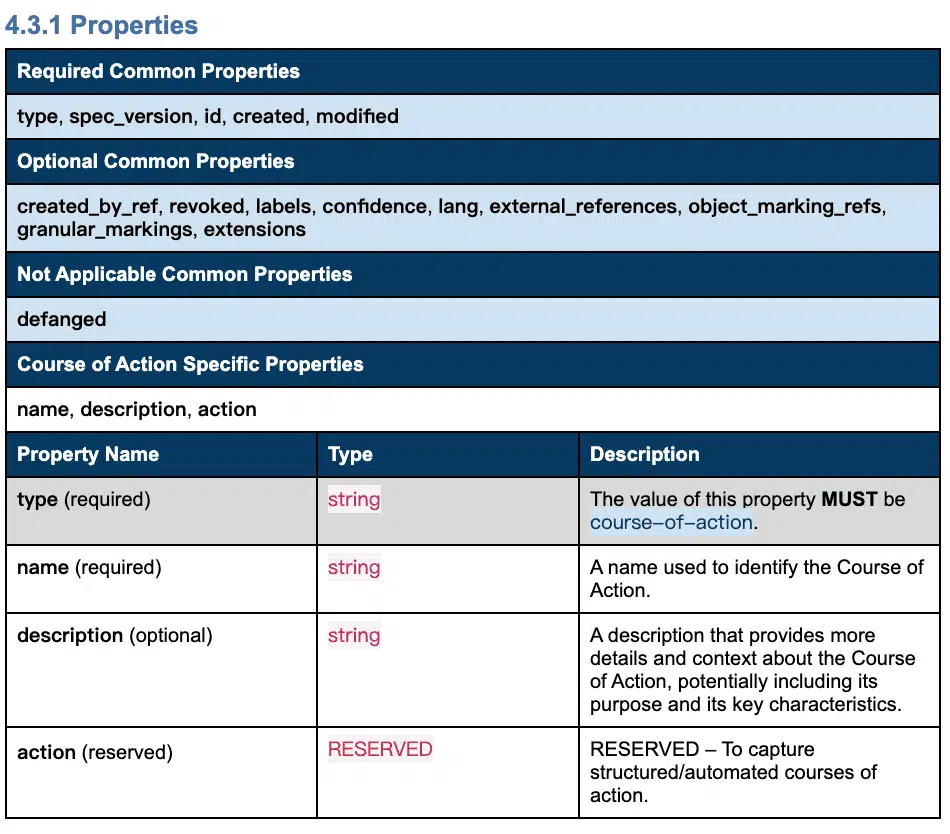 4.3.1 Properties
Required Common Properties
type, spec_version, id, created, modified
Optional Common Properties
created_by_ref, revoked, labels, confidence, lang, external_references, object_marking_refs,
granular_markings, extensions
Not Applicable Common Properties
defanged
Course of Action Specific Properties
name, description, action
Property Name Type Description
type (required) string The value of this property MUST be
course–of–action.
name (required) string A name used to identify the Course of
Action.
description (optional) string A description that provides more
details and context about the Course
of Action, potentially including its
purpose and its key characteristics.
action (reserved) RESERVED RESERVED – To capture
structured/automated courses of
action.